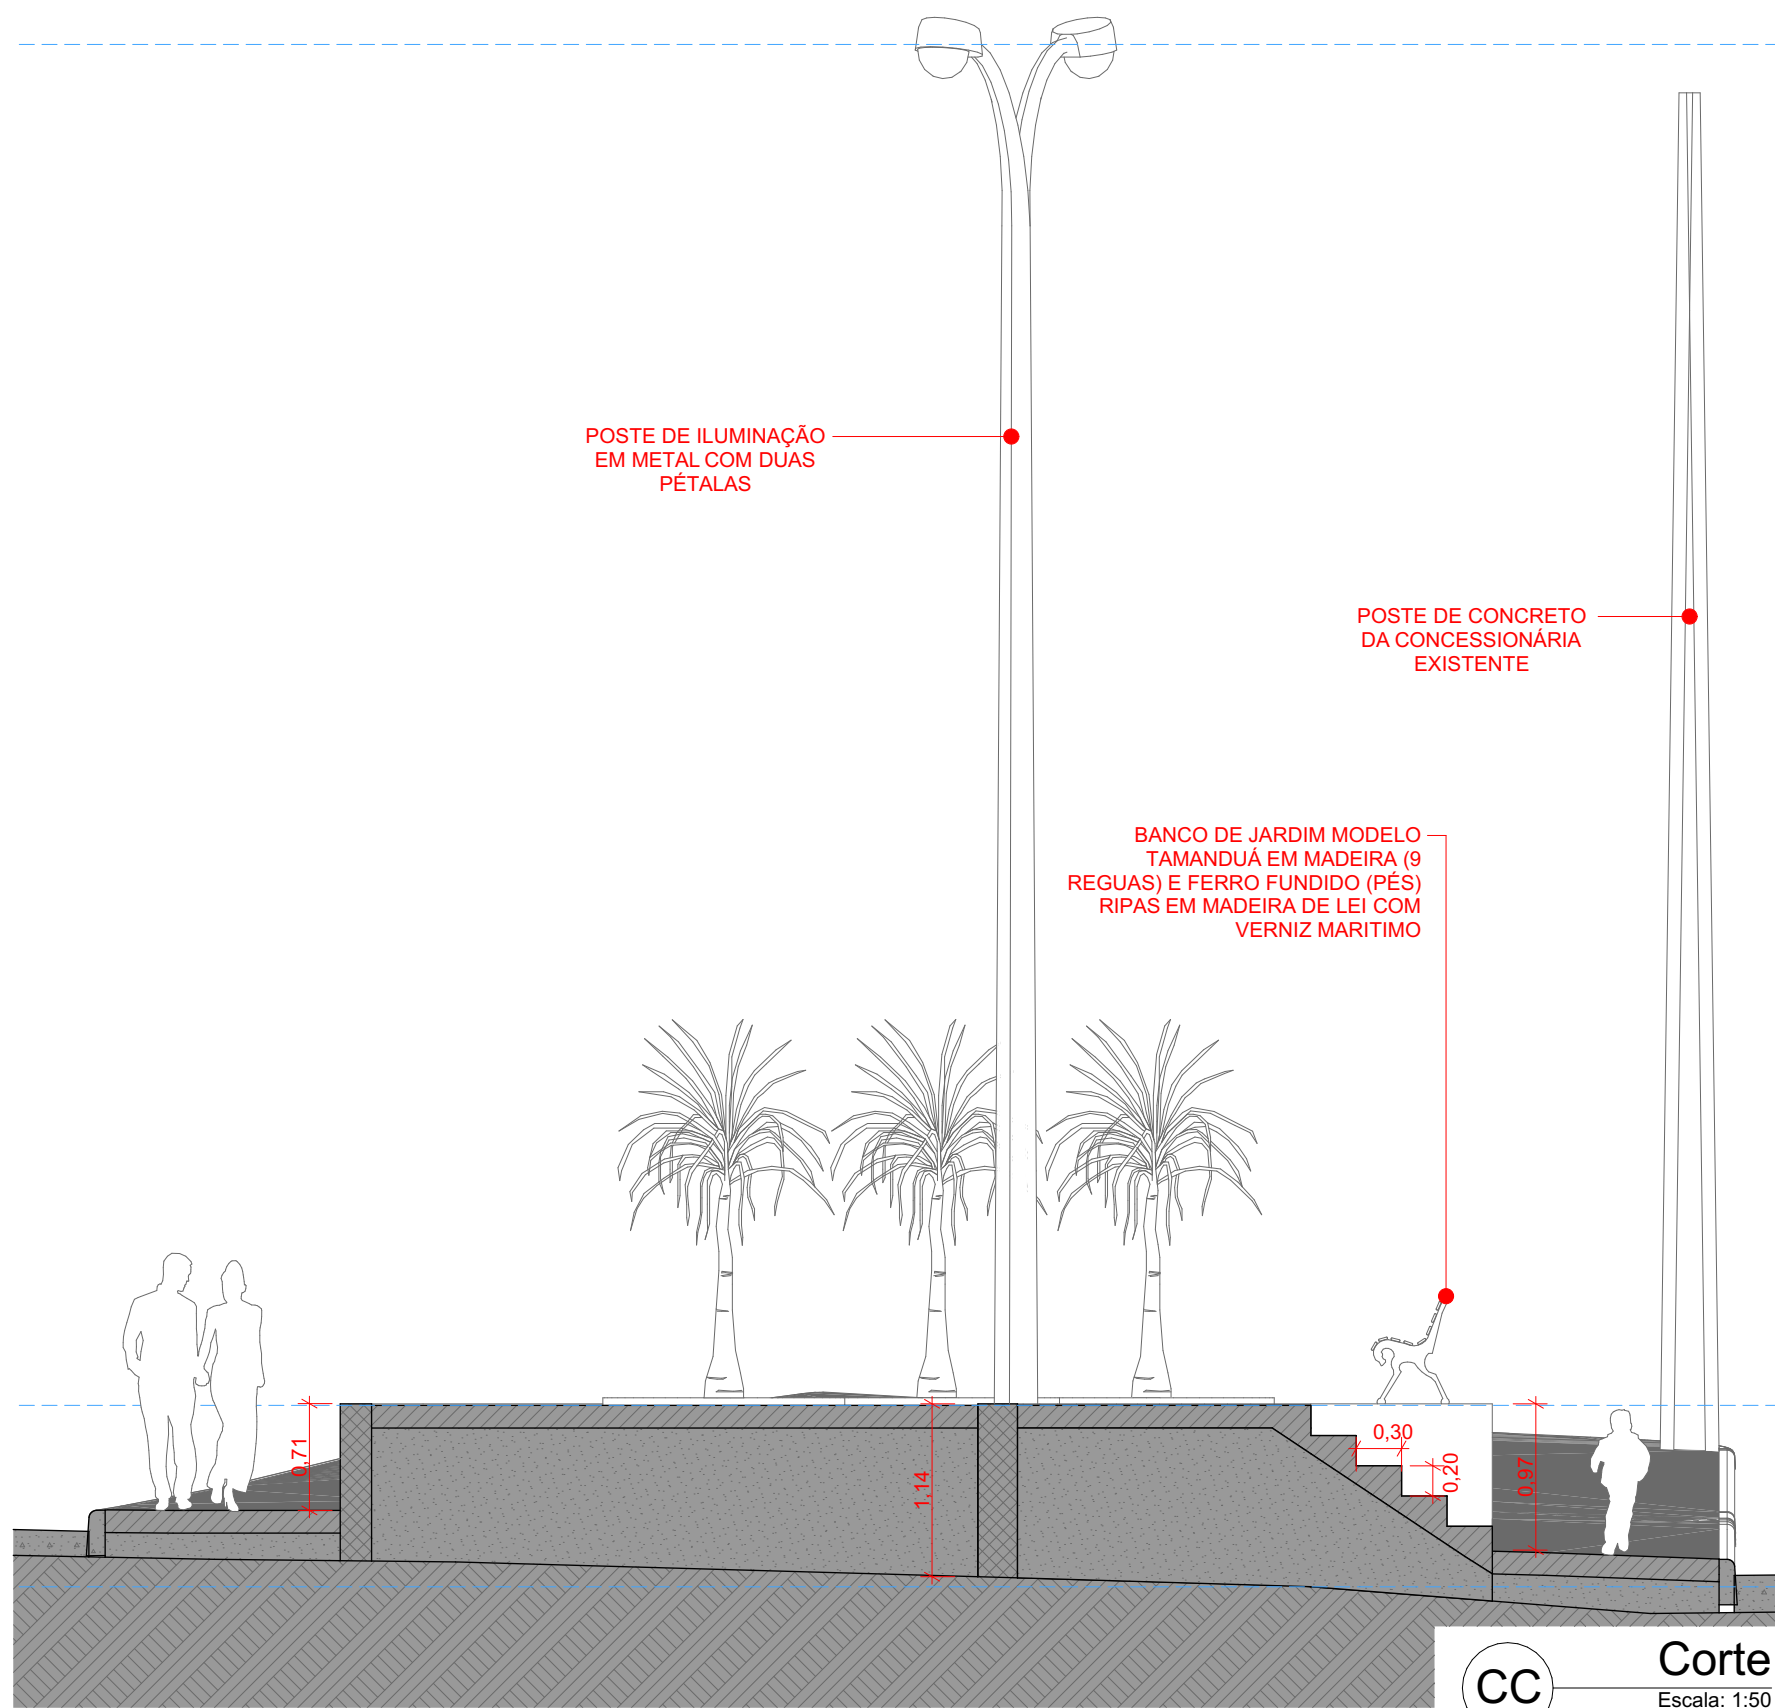 POSTE DE ILUMINAÇÃO
EM METAL COM DUAS
PÉTALAS
POSTE DE CONCRETO
DA CONCESSIONÁRIA
EXISTENTE
BANCO DE JARDIM MODELO
TAMANDUÁ EM MADEIRA (9
REGUAS) E FERRO FUNDIDO (PÉS)
RIPAS EM MADEIRA DE LEI COM
VERNIZ MARITIMO
0,71
1,14
0,30
0,20
0,97
CC
Corte
Escala: 1:50